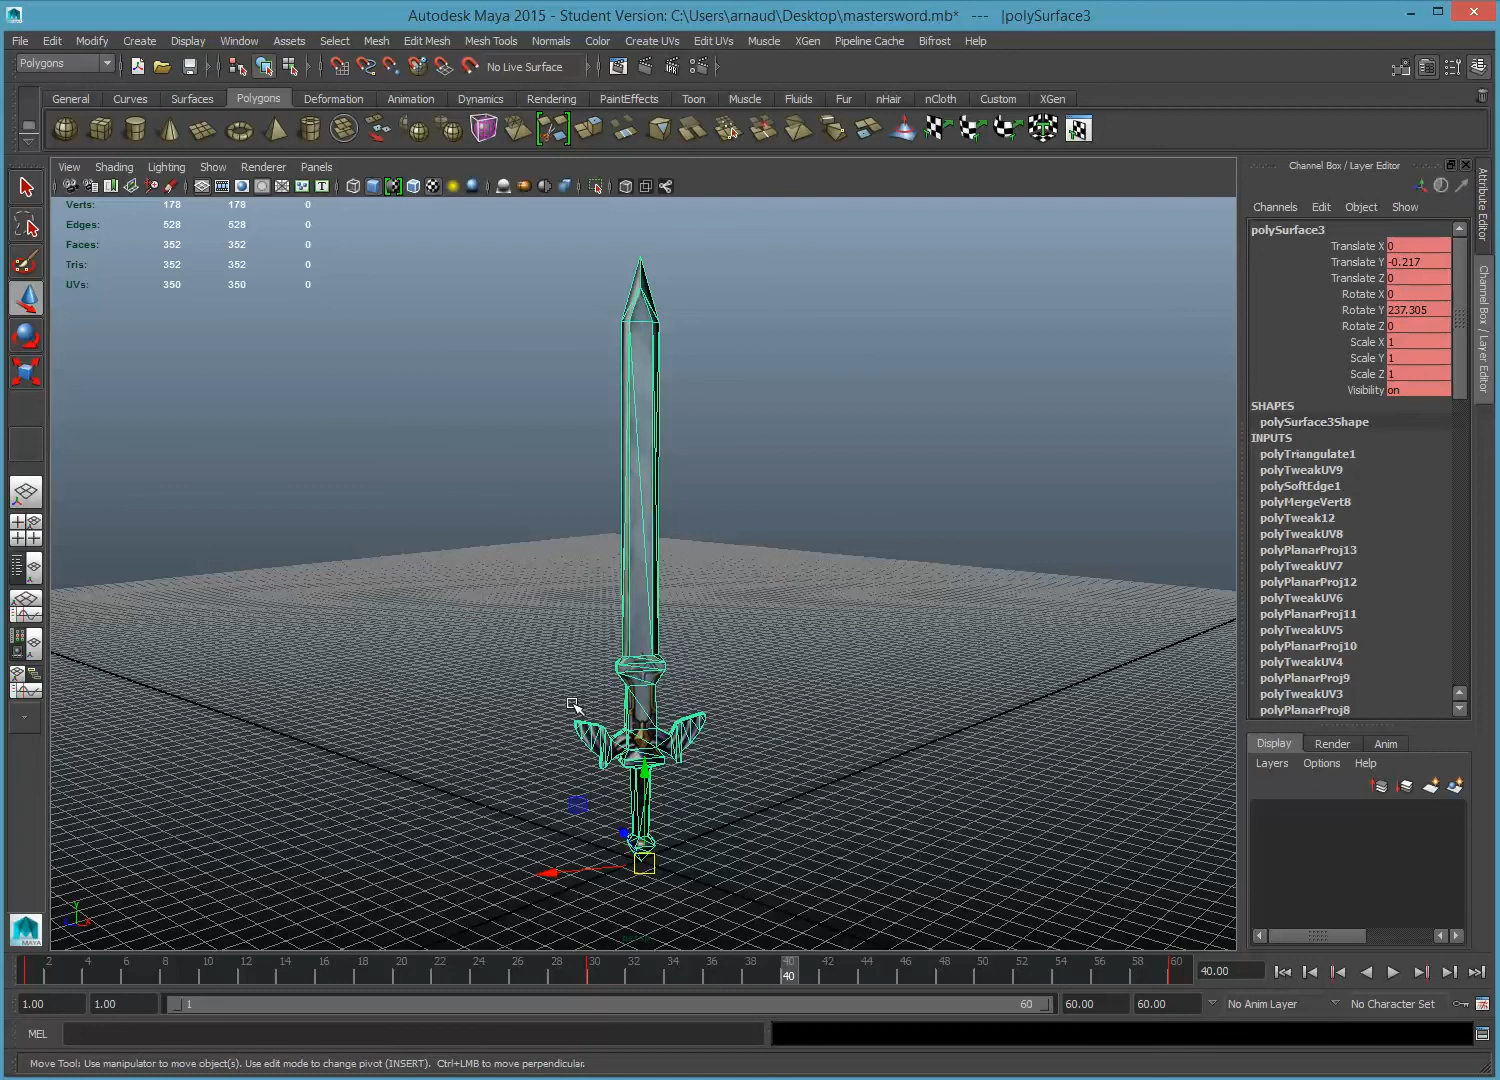 Autodesk Maya 2015 - Student Version: C:\Users\arnaud\Desktop\mastersword.mb*   ---   |polySurface3
File Edit Modify Create Display Window Assets Select Mesh Edit Mesh Mesh Tools Normals Color Create UVs Edit UVs Muscle XGen Pipeline Cache Bifrost Help
Polygons No Live Surface
General Curves Surfaces Polygons Deformation Animation Dynamics Rendering PaintEffects Toon Muscle Fluids Fur nHair nCloth Custom XGen
View Shading Lighting Show Renderer Panels
Verts: 178 178 0
Edges: 528 528 0
Faces: 352 352 0
Tris: 352 352 0
UVs: 350 350 0
Channel Box / Layer Editor
Channels Edit Object Show
polySurface3
Translate X 0
Translate Y -0.217
Translate Z 0
Rotate X 0
Rotate Y 237.305
Rotate Z 0
Scale X 1
Scale Y 1
Scale Z 1
Visibility on
SHAPES
polySurface3Shape
INPUTS
polyTriangulate1
polyTweakUV9
polySoftEdge1
polyMergeVert8
polyTweak12
polyTweakUV8
polyPlanarProj13
polyTweakUV7
polyPlanarProj12
polyTweakUV6
polyPlanarProj11
polyTweakUV5
polyPlanarProj10
polyTweakUV4
polyPlanarProj9
polyTweakUV3
polyPlanarProj8
Attribute Editor
Channel Box / Layer Editor
Display Render Anim
Layers Options Help
y
MAYA
2 4 6 8 10 12 14 16 18 20 22 24 26 28 30 32 34 36 38 40 42 44 46 48 50 52 54 56 58 60
40
40.00
1.00 1.00 1 60 60.00 60.00 No Anim Layer No Character Set
MEL
Move Tool: Use manipulator to move object(s). Use edit mode to change pivot (INSERT).  Ctrl+LMB to move perpendicular.